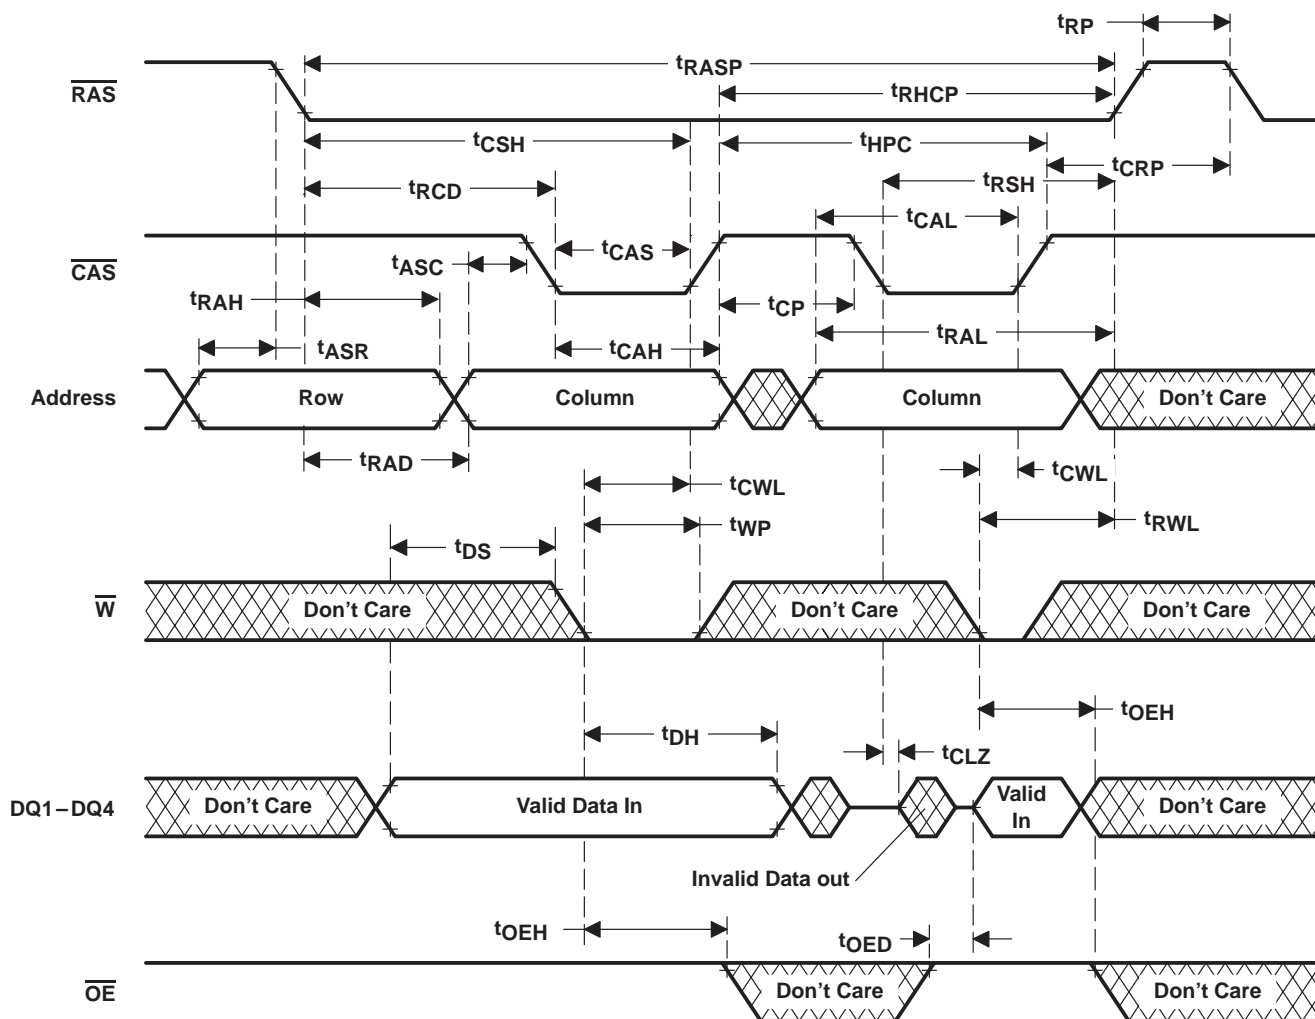 tRP
RAS
tRASP
tRHCP
tCSH
tHPC
tRCD
tRSH
tCRP
tCAL
CAS
tASC
tCAS
tRAH
tCP
tRAL
tASR
tCAH
Address
Row
Column
Column
Don't Care
tRAD
tCWL
tCWL
tWP
tRWL
tDS
W
Don't Care
Don't Care
Don't Care
tOEH
tDH
tCLZ
DQ1–DQ4
Don't Care
Valid Data In
Valid
In
Don't Care
Invalid Data out
tOEH
tOED
OE
Don't Care
Don't Care